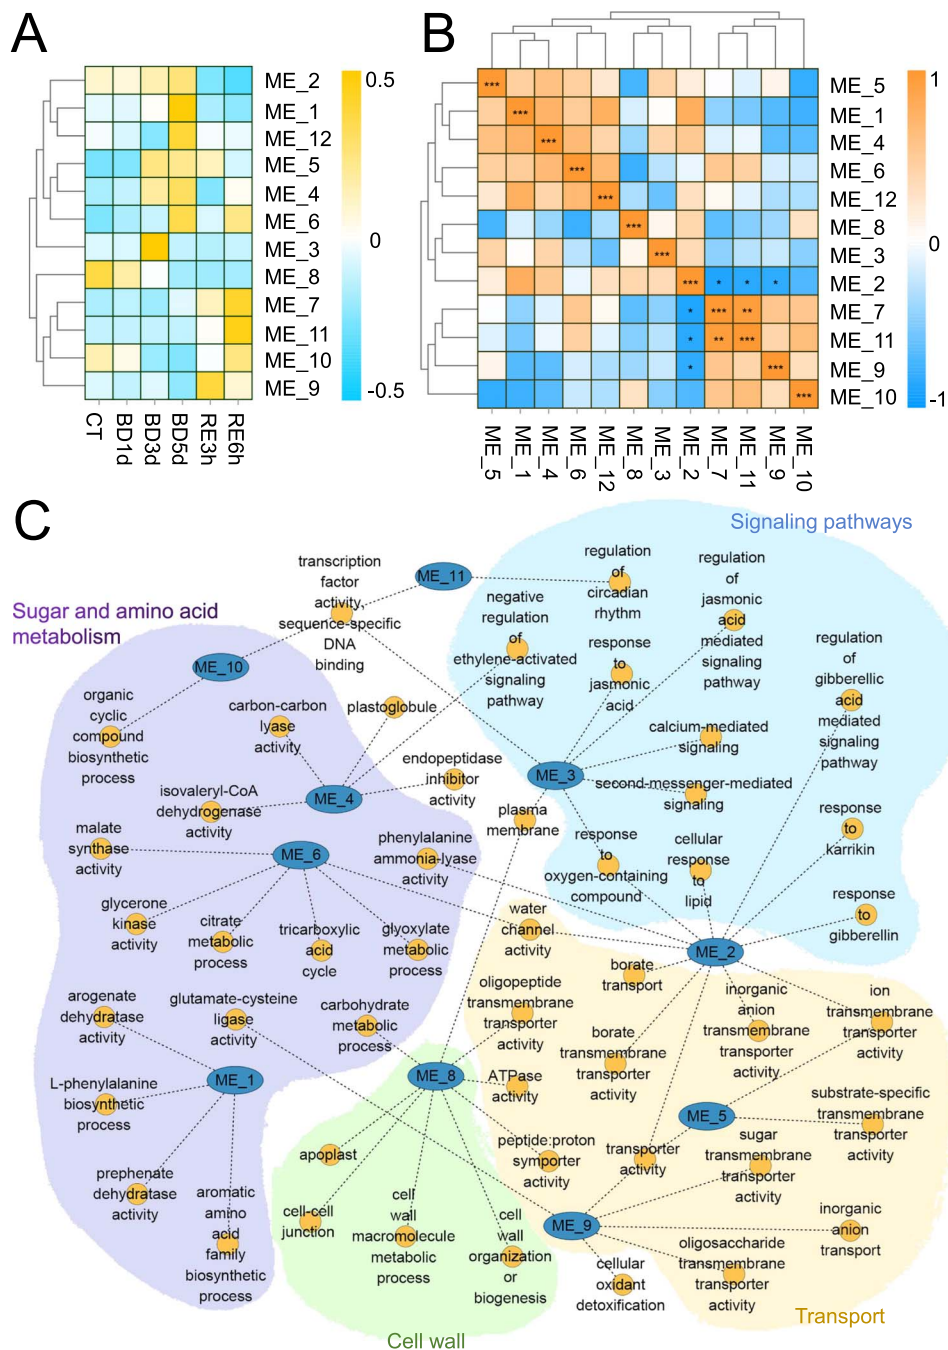 A
ME_2
ME_1
ME_12
ME_5
ME_4
ME_6
ME_3
ME_8
ME_7
ME_11
ME_10
ME_9
CT
BD1d
BD3d
BD5d
RE3h
RE6h
0.5
0
-0.5
B
ME_5
ME_1
ME_4
ME_6
ME_12
ME_8
ME_3
ME_2
ME_7
ME_11
ME_9
ME_10
***
***
***
***
***
***
***
*** * * *
* *** **
* ** ***
* ***
***
ME_5
ME_1
ME_4
ME_6
ME_12
ME_8
ME_3
ME_2
ME_7
ME_11
ME_9
ME_10
1
0
-1
C
Signaling pathways
Sugar and amino acid
metabolism
transcription
factor
activity,
sequence-specific
DNA
binding
ME_11
regulation
of
circadian
rhythm
negative
regulation
of
ethylene-activated
signaling
pathway
response
to
jasmonic
acid
regulation
of
jasmonic
acid
mediated
signaling
pathway
regulation
of
gibberellic
acid
mediated
signaling
pathway
ME_10
organic
cyclic
compound
biosynthetic
process
carbon-carbon
lyase
activity
plastoglobule
endopeptidase
inhibitor
activity
calcium-mediated
signaling
ME_3
second-messenger-mediated
signaling
isovaleryl-CoA
dehydrogenase
activity
ME_4
plasma
membrane
response
to
karrikin
malate
synthase
activity
ME_6
phenylalanine
ammonia-lyase
activity
response
to
oxygen-containing
compound
cellular
response
to
lipid
response
to
gibberellin
glycerone
kinase
activity
citrate
metabolic
process
tricarboxylic
acid
cycle
glyoxylate
metabolic
process
water
channel
activity
ME_2
borate
transport
arogenate
dehydratase
activity
glutamate-cysteine
ligase
activity
carbohydrate
metabolic
process
oligopeptide
transmembrane
transporter
activity
borate
transmembrane
transporter
activity
inorganic
anion
transmembrane
transporter
activity
ion
transmembrane
transporter
activity
ME_1
L-phenylalanine
biosynthetic
process
ME_8
ATPase
activity
ME_5
substrate-specific
transmembrane
transporter
activity
prephenate
dehydratase
activity
aromatic
amino
acid
family
biosynthetic
process
apoplast
peptide:proton
symporter
activity
transporter
activity
sugar
transmembrane
transporter
activity
cell-cell
junction
cell
wall
macromolecule
metabolic
process
cell
wall
organization
or
biogenesis
ME_9
inorganic
anion
transport
cellular
oxidant
detoxification
oligosaccharide
transmembrane
transporter
activity
Transport
Cell wall